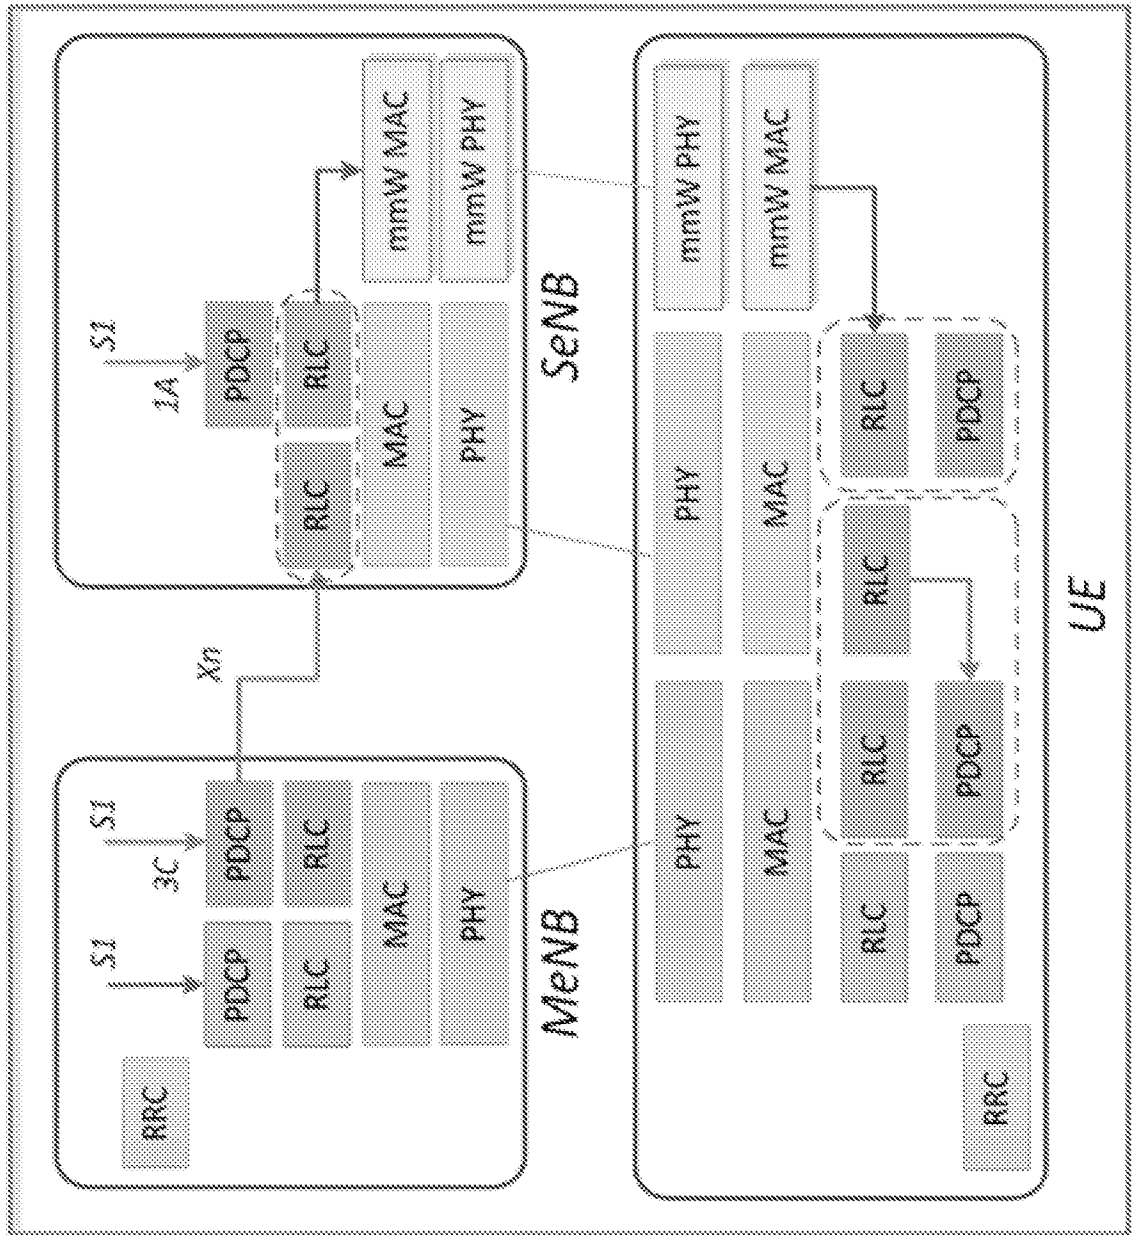 S1
S1
3C
RRC
PDCP
PDCP
RLC
RLC
MAC
PHY
MeNB
Xn
S1
1A
PDCP
RLC
RLC
MAC
mmW MAC
PHY
mmW PHY
SeNB
PHY
PHY
mmW PHY
MAC
MAC
mmW MAC
RLC
RLC
RLC
RLC
PDCP
PDCP
PDCP
RRC
UE